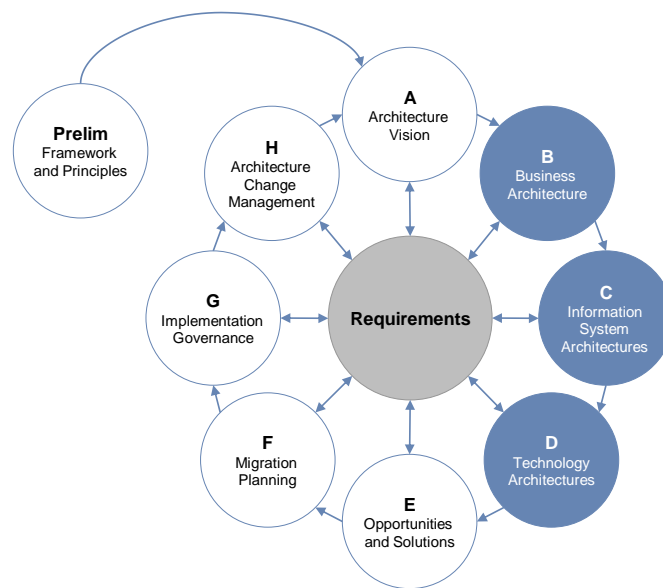 Prelim
Framework
and Principles
A
Architecture
Vision
B
Business
Architecture
C
Information
System
Architectures
D
Technology
Architectures
E
Opportunities
and Solutions
F
Migration
Planning
G
Implementation
Governance
H
Architecture
Change
Management
Requirements